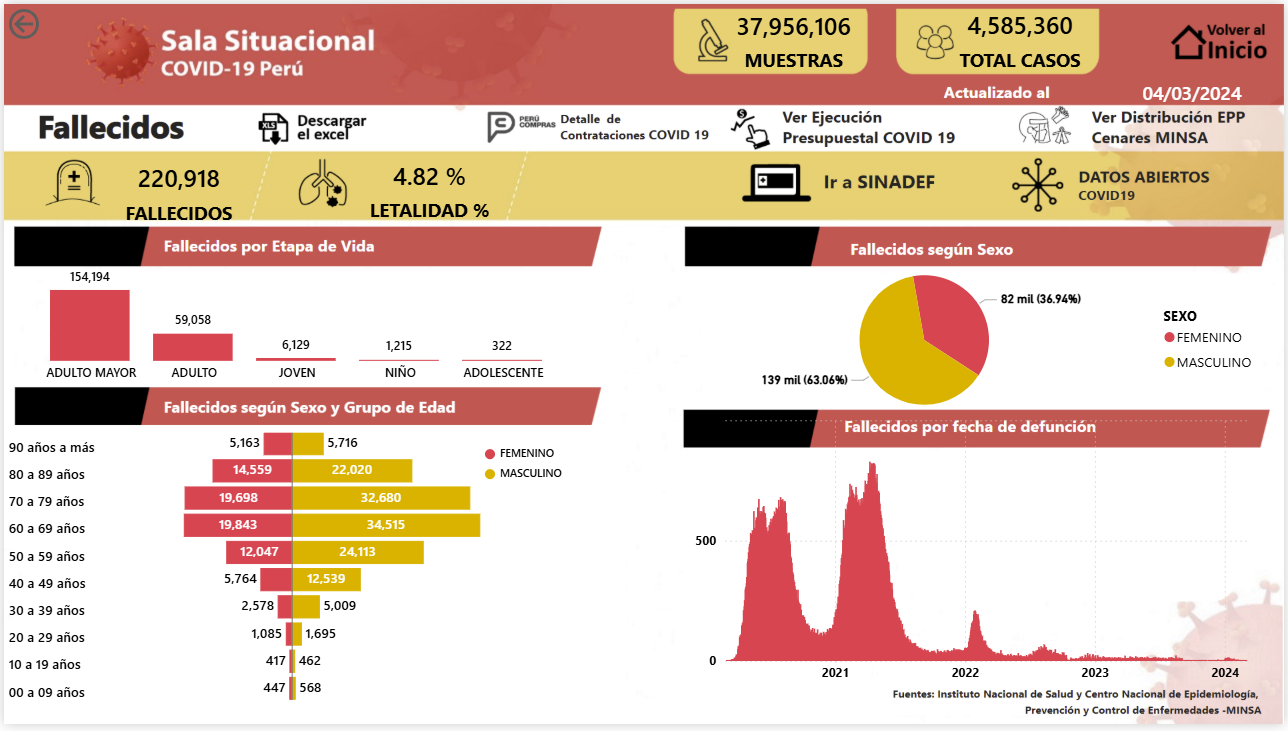 Sala Situacional
COVID-19 Perú
37,956,106
MUESTRAS
4,585,360
TOTAL CASOS
Volver al
Inicio
Actualizado al 04/03/2024
Fallecidos
XLS
Descargar
el excel
PERÚ
COMPRAS
Detalle de
Contrataciones COVID 19
Ver Ejecución
Presupuestal COVID 19
Ver Distribución EPP
Cenares MINSA
220,918
FALLECIDOS
4.82 %
LETALIDAD %
Ir a SINADEF
DATOS ABIERTOS
COVID19
Fallecidos por Etapa de Vida
154,194
59,058
6,129
1,215
322
ADULTO MAYOR
ADULTO
JOVEN
NIÑO
ADOLESCENTE
Fallecidos según Sexo y Grupo de Edad
FEMENINO
MASCULINO
90 años a más 5,163 5,716
80 a 89 años 14,559 22,020
70 a 79 años 19,698 32,680
60 a 69 años 19,843 34,515
50 a 59 años 12,047 24,113
40 a 49 años 5,764 12,539
30 a 39 años 2,578 5,009
20 a 29 años 1,085 1,695
10 a 19 años 417 462
00 a 09 años 447 568
Fallecidos según Sexo
82 mil (36.94%)
139 mil (63.06%)
SEXO
FEMENINO
MASCULINO
Fallecidos por fecha de defunción
500
0
2021 2022 2023 2024
Fuentes: Instituto Nacional de Salud y Centro Nacional de Epidemiología,
Prevención y Control de Enfermedades -MINSA